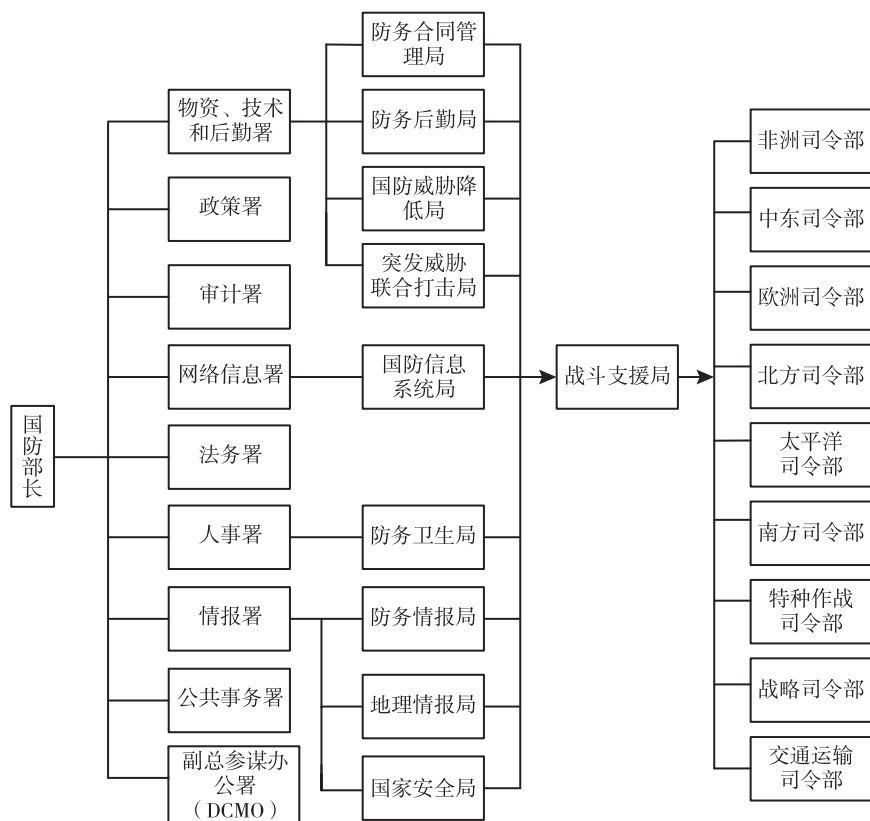 国
防
部
长
物资、技术
和后勤署
政策署
审计署
网络信息署
法务署
人事署
情报署
公共事务署
副总参谋办
公署
（DCMO）
防务合同管
理局
防务后勤局
国防威胁降
低局
突发威胁
联合打击局
国防信息
系统局
防务卫生局
防务情报局
地理情报局
国家安全局
战斗支援局
非洲司令部
中东司令部
欧洲司令部
北方司令部
太平洋
司令部
南方司令部
特种作战
司令部
战略司令部
交通运输
司令部